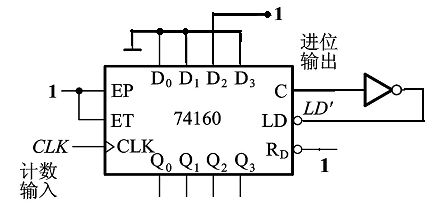 1
进位
输出
D0 D1 D2 D3
1 EP C
LD'
ET 74160 LD
CLK CLK RD
Q0 Q1 Q2 Q3 1
计数
输入